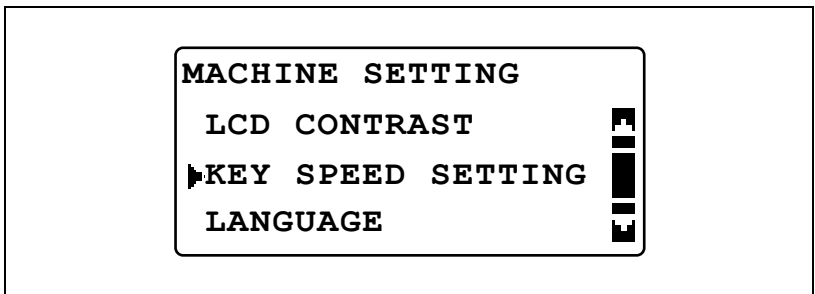 MACHINE SETTING
LCD CONTRAST
KEY SPEED SETTING
LANGUAGE